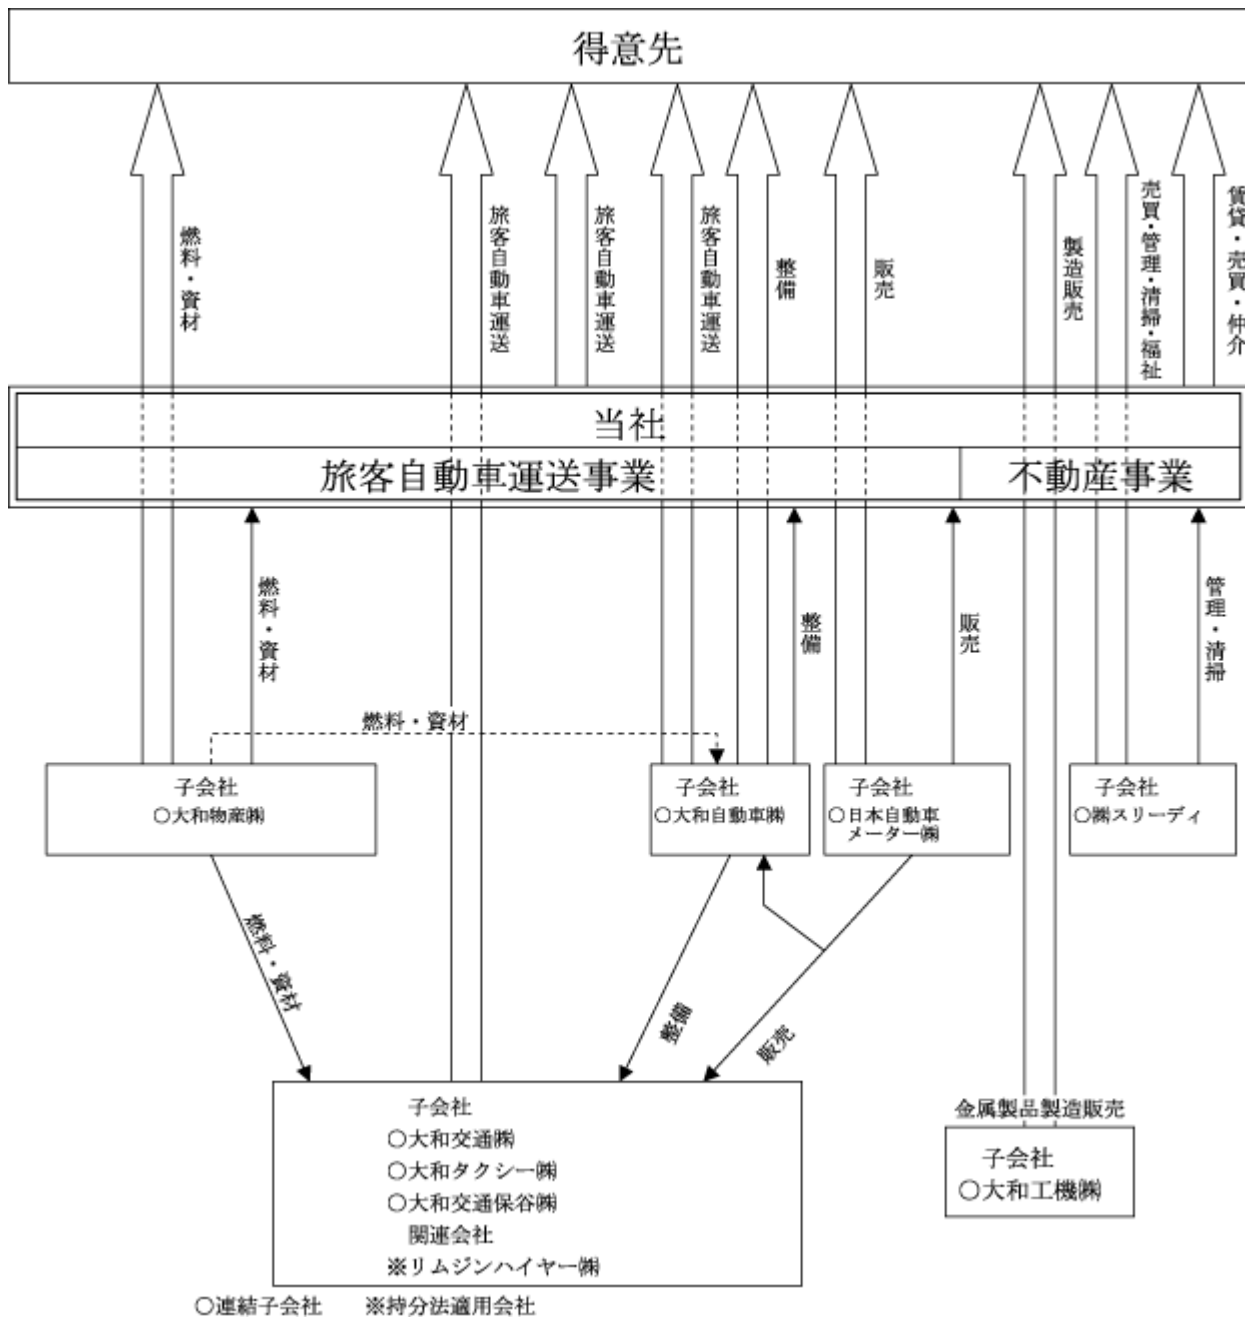 得意先
燃料・資材
旅客自動車運送
旅客自動車運送
旅客自動車運送
整備
販売
製造販売
売買・管理・清掃・福祉
賃貸・売買・仲介
当社
旅客自動車運送事業
不動産事業
燃料・資材
整備
販売
管理・清掃
燃料・資材
子会社
○大和物産㈱
子会社
○大和自動車㈱
子会社
○日本自動車
メーター㈱
子会社
○㈱スリーディ
燃料・資材
整備
販売
子会社
○大和交通㈱
○大和タクシー㈱
○大和交通保谷㈱
関連会社
※リムジンハイヤー㈱
金属製品製造販売
子会社
○大和工機㈱
○連結子会社　※持分法適用会社